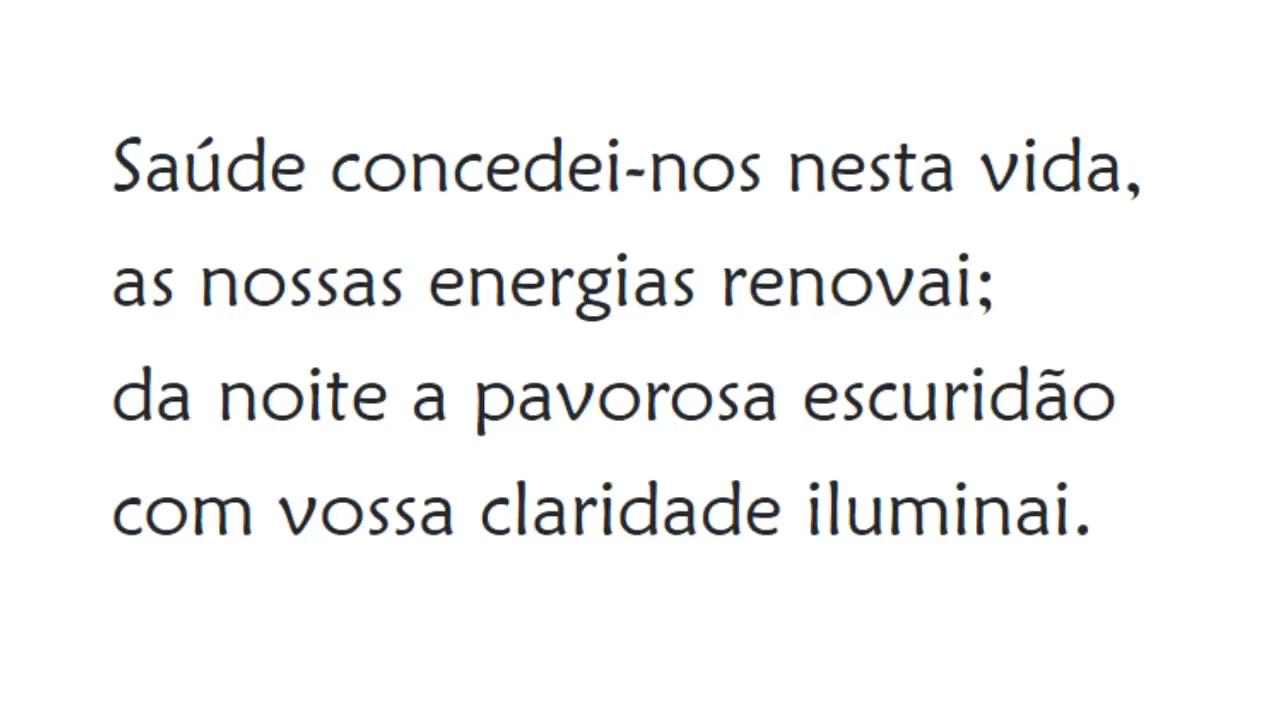 Saúde concedei-nos nesta vida,
as nossas energias renovai;
da noite a pavorosa escuridão
com vossa claridade iluminai.